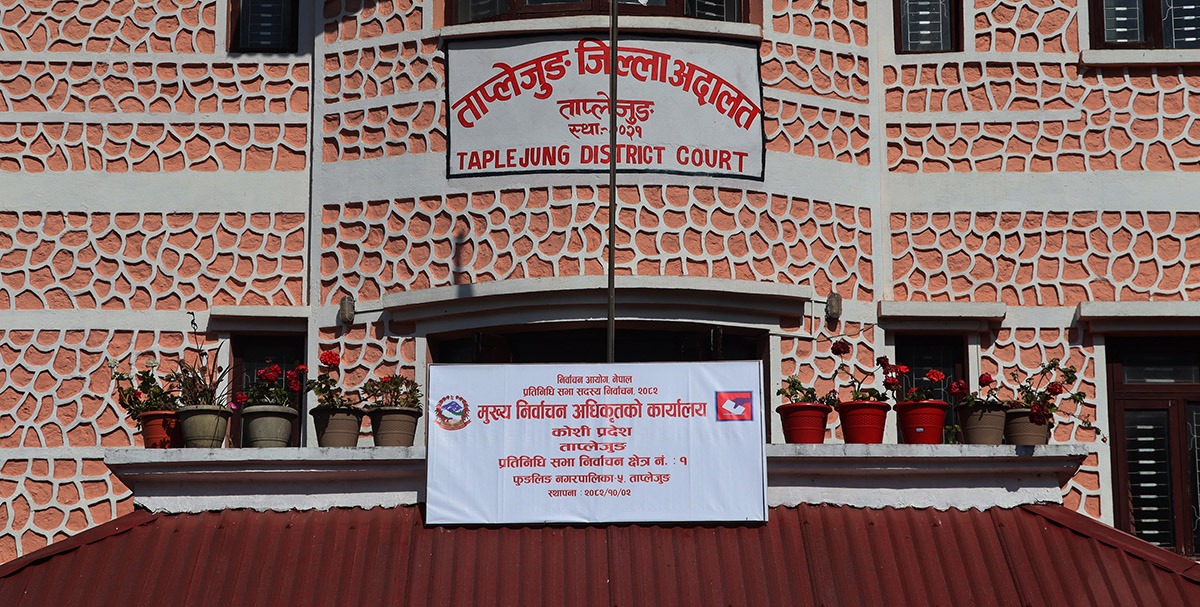 ताप्लेजुङ जिल्ला अदालत
ताप्लेजुङ
स्था-२०२१
TAPLEJUNG DISTRICT COURT
निर्वाचन आयोग, नेपाल
प्रतिनिधि सभा सदस्य निर्वाचन, २०८२
मुख्य निर्वाचन अधिकृतको कार्यालय
कोशी प्रदेश
ताप्लेजुङ
प्रतिनिधि सभा निर्वाचन क्षेत्र नं. : १
फुङलिङ नगरपालिका-५, ताप्लेजुङ
स्थापना : २०८२/१०/०२